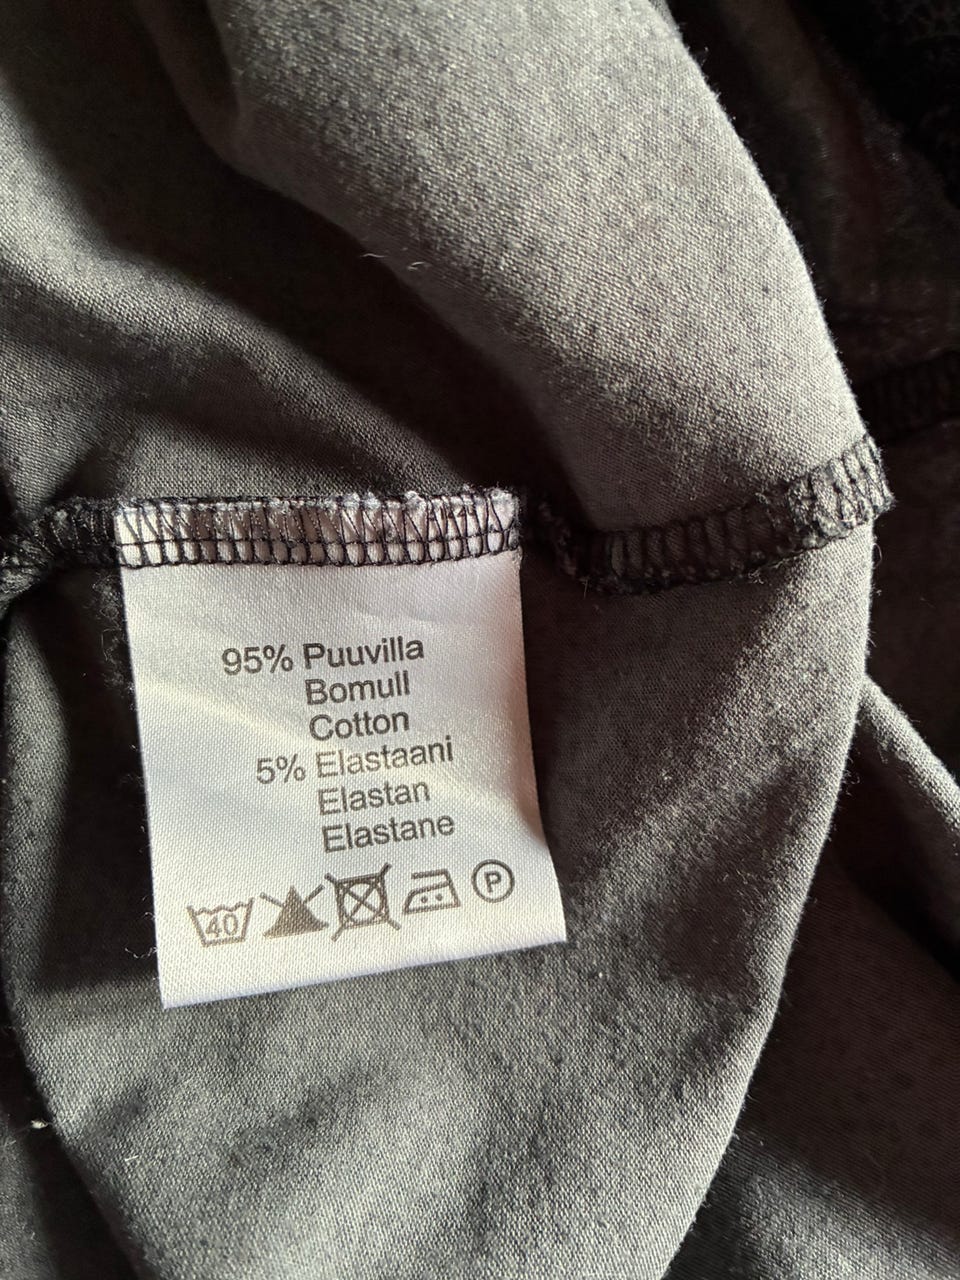 95% Puuvilla
Bomull
Cotton
5% Elastaani
Elastan
Elastane
40 P